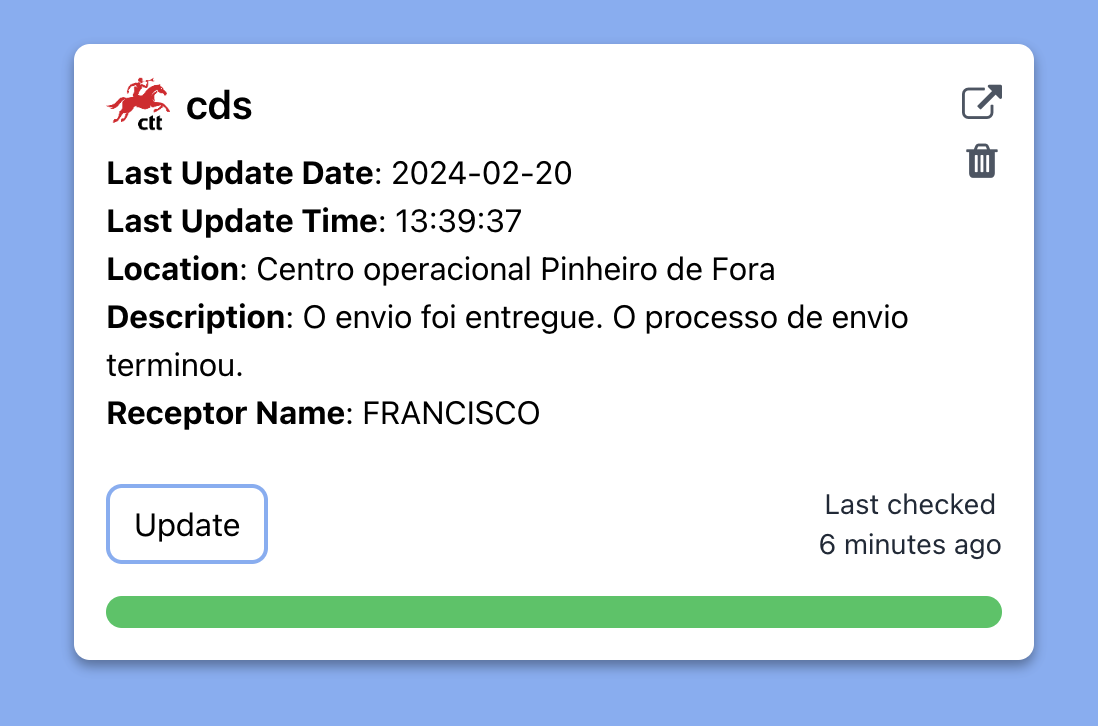 ctt
cds
Last Update Date: 2024-02-20
Last Update Time: 13:39:37
Location: Centro operacional Pinheiro de Fora
Description: O envio foi entregue. O processo de envio
terminou.
Receptor Name: FRANCISCO
Update
Last checked
6 minutes ago